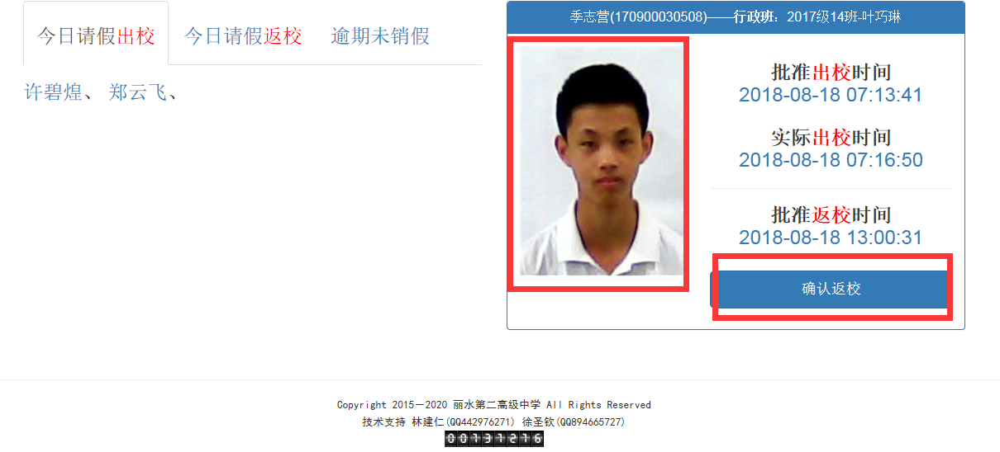 今日请假出校 今日请假返校 逾期未销假
许碧煌、 郑云飞、
季志营(170900030508)——行政班：2017级14班-叶巧琳
批准出校时间
2018-08-18 07:13:41
实际出校时间
2018-08-18 07:16:50
批准返校时间
2018-08-18 13:00:31
确认返校
Copyright 2015－2020 丽水第二高级中学 All Rights Reserved
技术支持 林建仁(QQ442976271) 徐圣钦(QQ894665727)
00737276